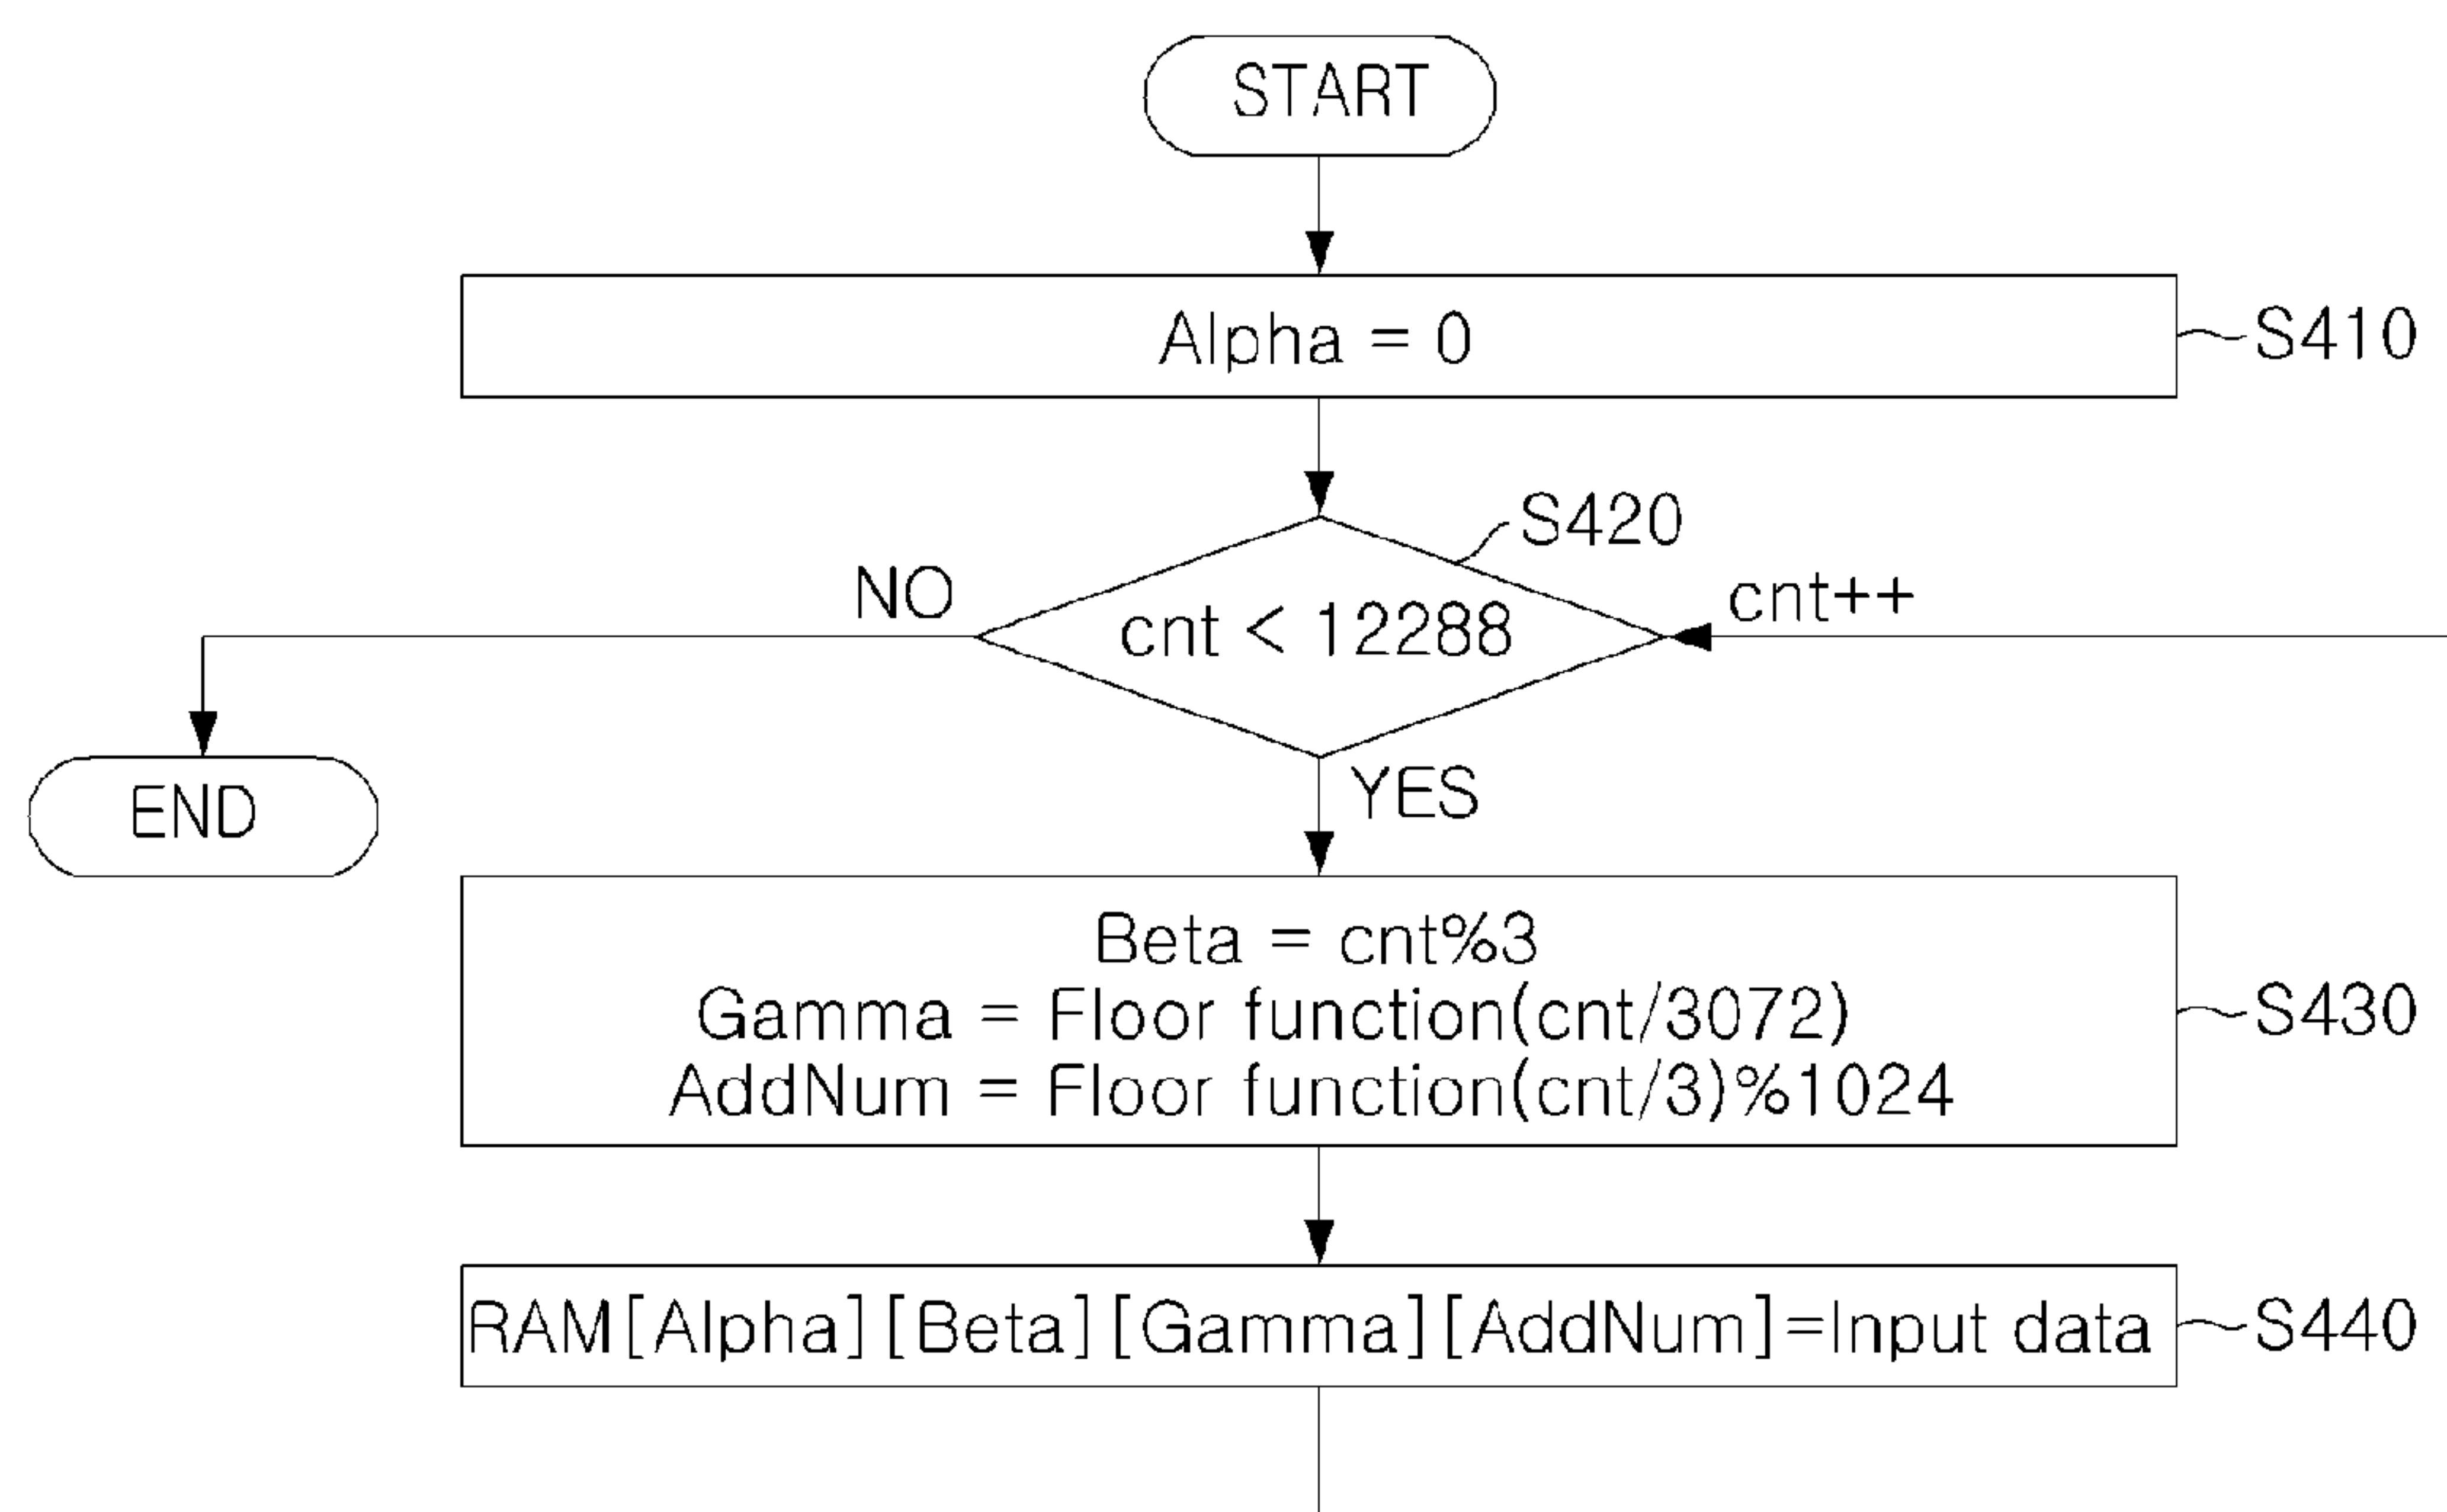 START
Alpha = 0
S410
S420
NO
cnt < 12288
cnt++
END
YES
Beta = cnt%3
Gamma = Floor function(cnt/3072)
AddNum = Floor function(cnt/3)%1024
S430
RAM[Alpha][Beta][Gamma][AddNum]=Input data
S440